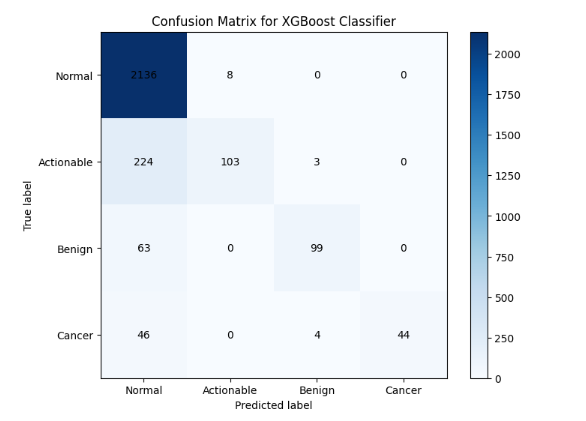 Confusion Matrix for XGBoost Classifier
Normal 2136 8 0 0
Actionable 224 103 3 0
Benign 63 0 99 0
Cancer 46 0 4 44
Normal Actionable Benign Cancer
Predicted label
True label
2000
1750
1500
1250
1000
750
500
250
0